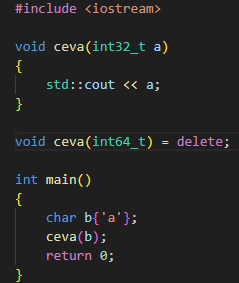 #include <iostream>
void ceva(int32_t a)
{
    std::cout << a;
}
void ceva(int64_t) = delete;
int main()
{
    char b{'a'};
    ceva(b);
    return 0;
}